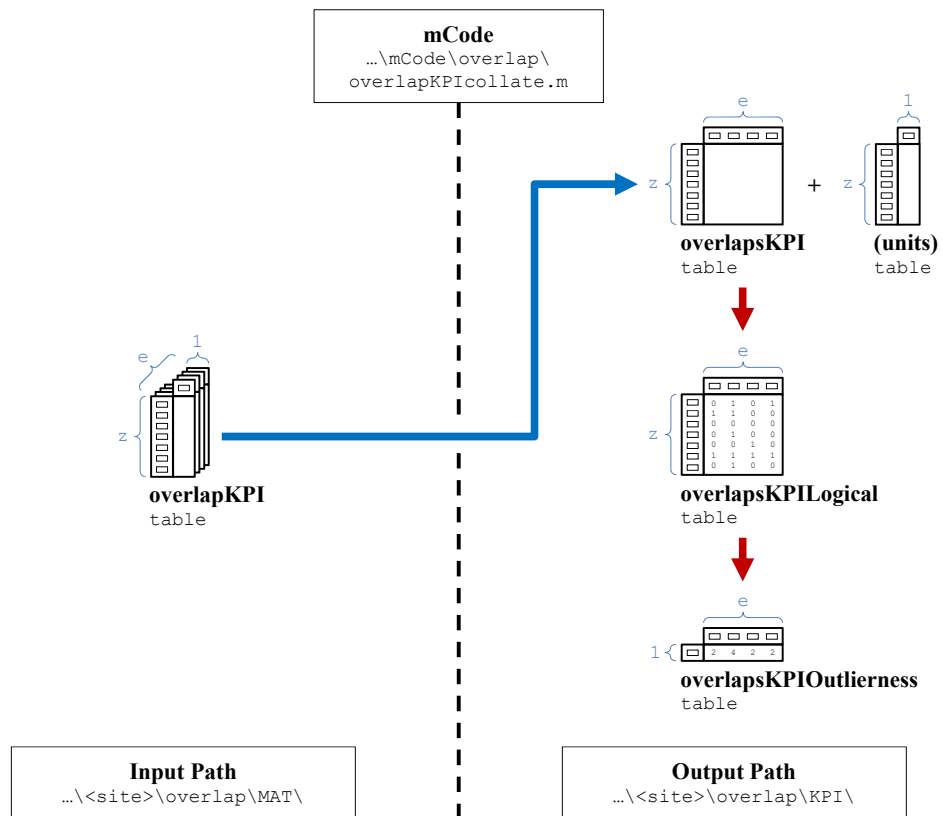 mCode
…\mCode\overlap\
overlapKPIcollate.m
e
1
z
z
+
overlapsKPI
table
(units)
table
e
1
z
overlapKPI
table
e
z
0 1 0 1
1 1 0 0
0 0 0 0
0 1 0 0
0 0 1 0
1 1 1 1
0 1 0 0
overlapsKPILogical
table
e
1
2 4 2 2
overlapsKPIOutlierness
table
Input Path
…\<site>\overlap\MAT\
Output Path
…\<site>\overlap\KPI\